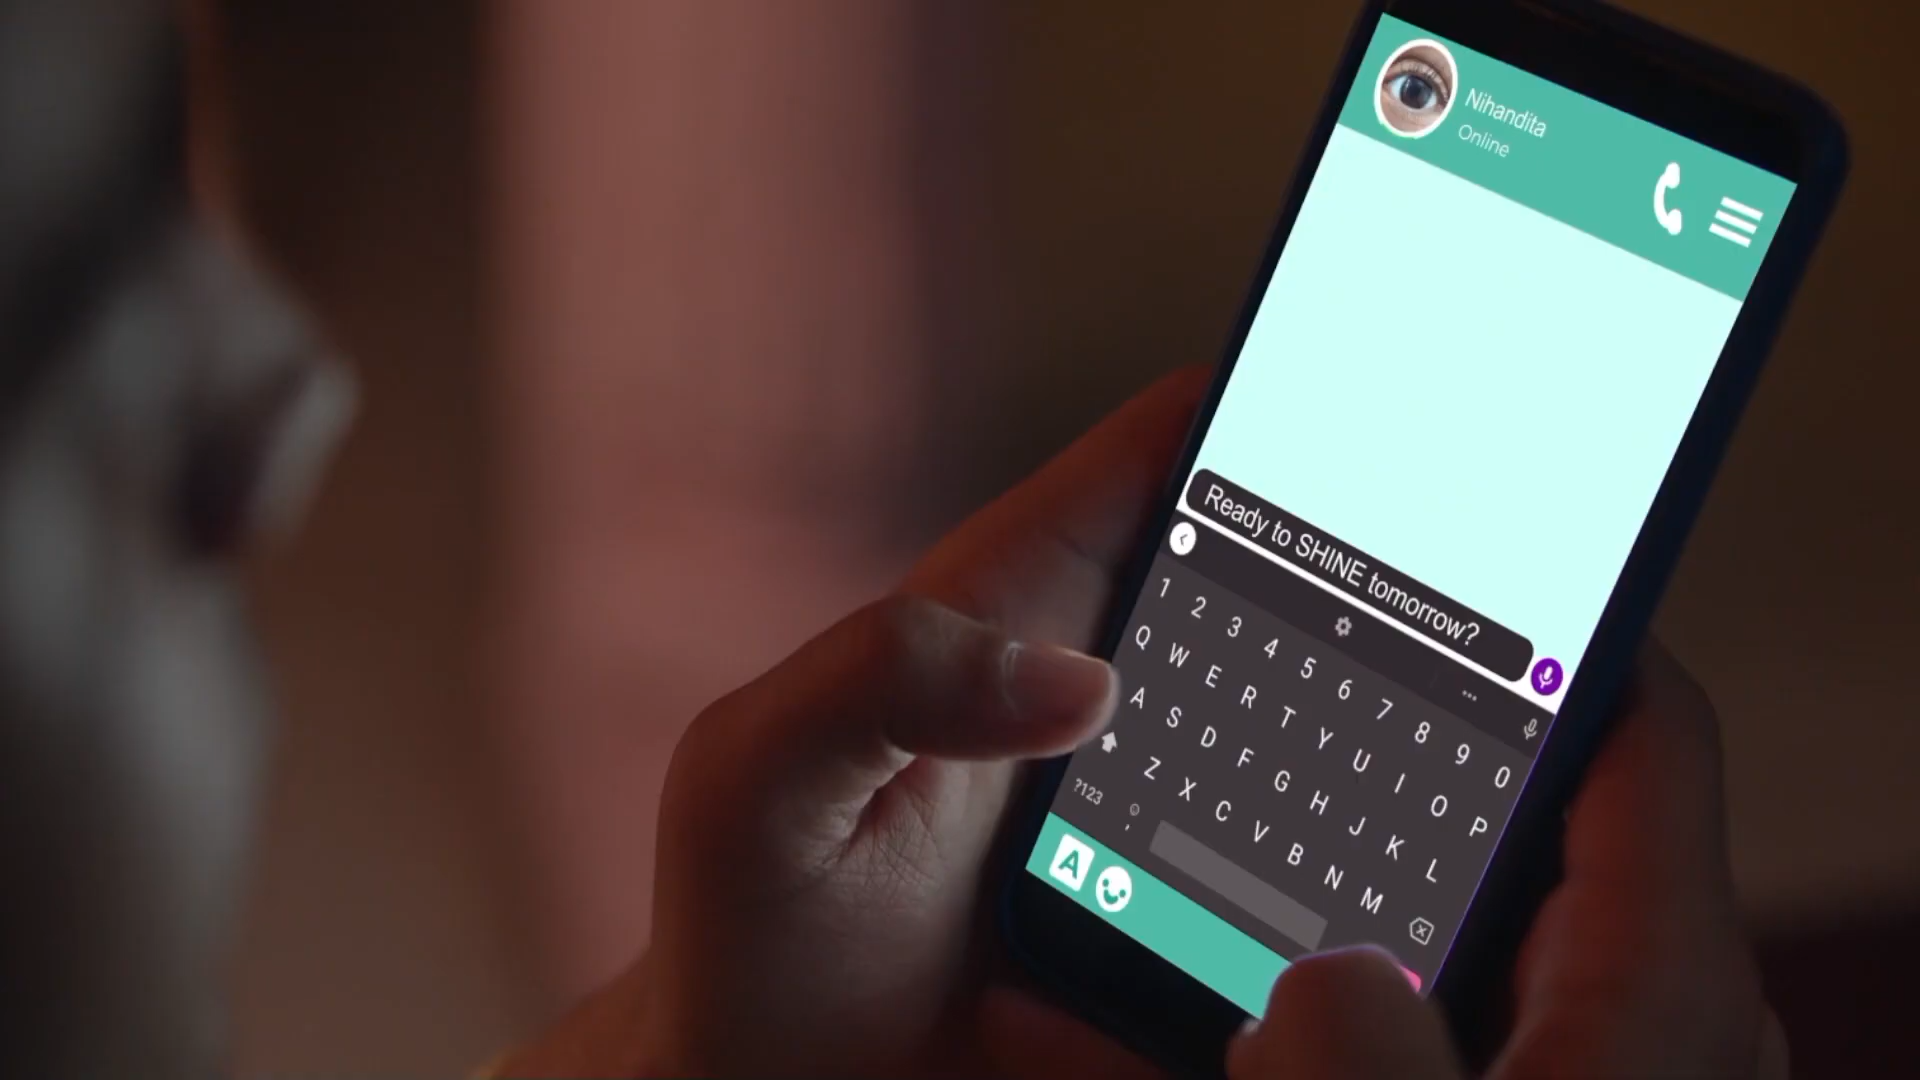 Nihandita
Online
Ready to SHINE tomorrow?
1 2 3 4 5 6 7 8 9 0
Q W E R T Y U I O P
A S D F G H J K L
Z X C V B N M
?123 ,
A